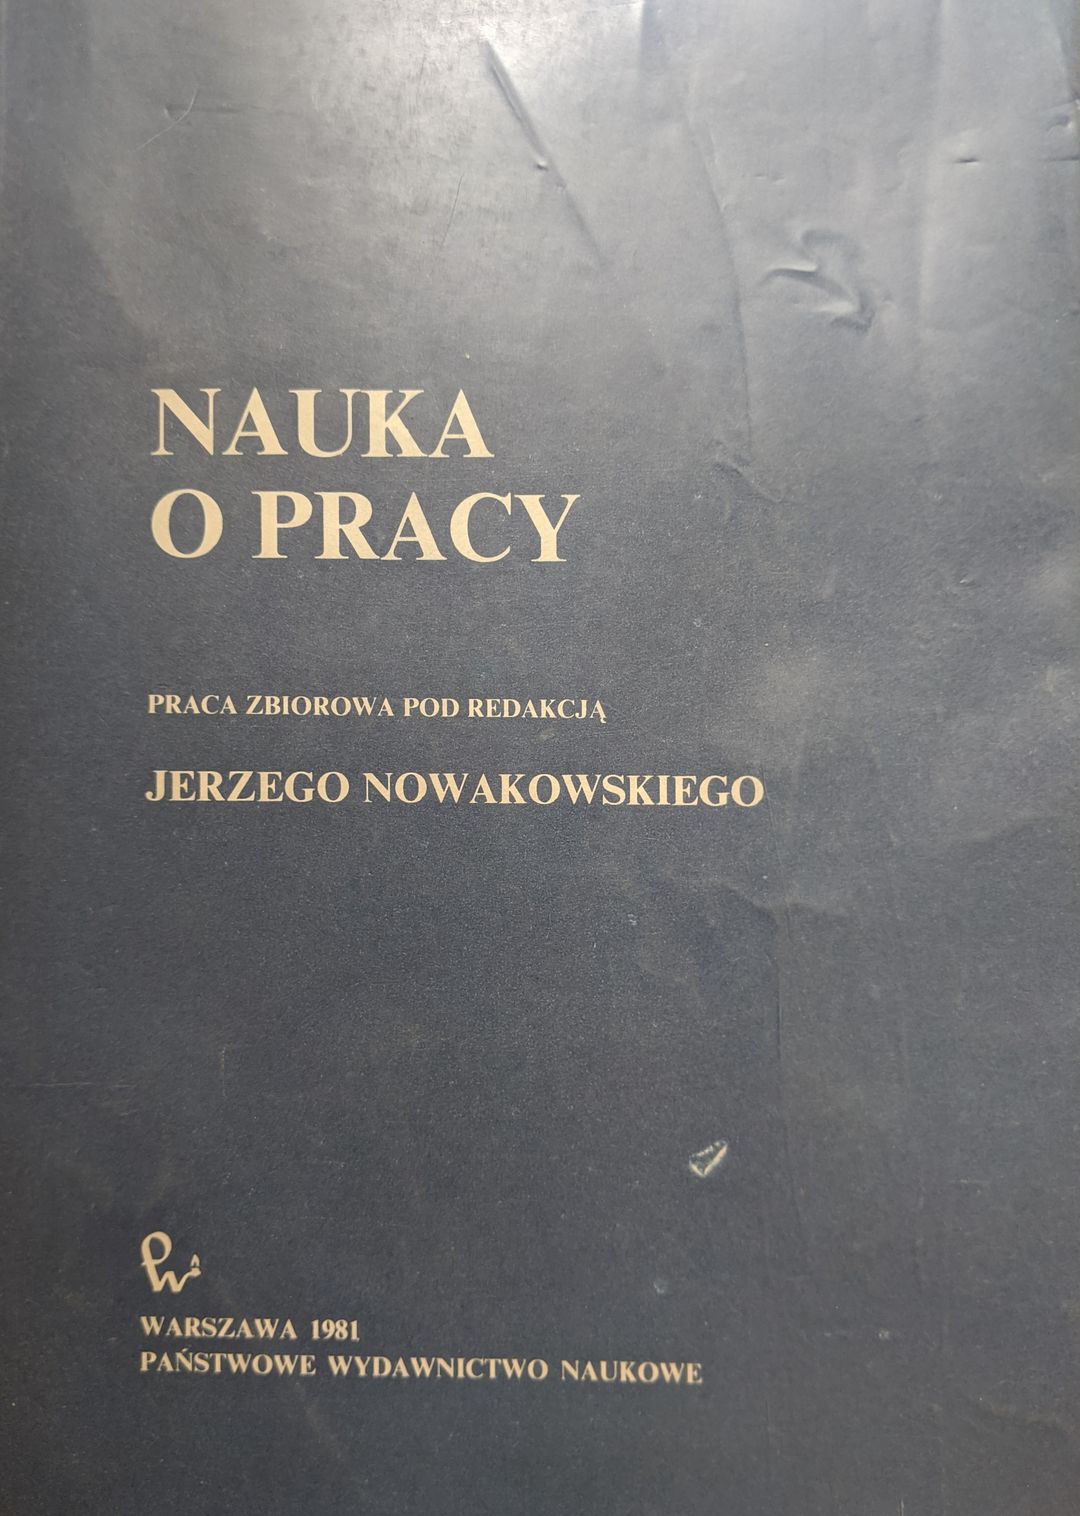 NAUKA
O PRACY
PRACA ZBIOROWA POD REDAKCJĄ
JERZEGO NOWAKOWSKIEGO
WARSZAWA 1981
PAŃSTWOWE WYDAWNICTWO NAUKOWE